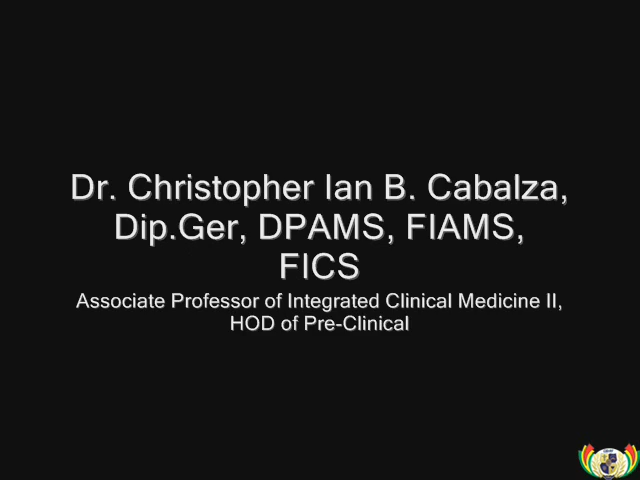 Dr. Christopher Ian B. Cabalza,
Dip.Ger, DPAMS, FIAMS,
FICS
Associate Professor of Integrated Clinical Medicine II,
HOD of Pre-Clinical